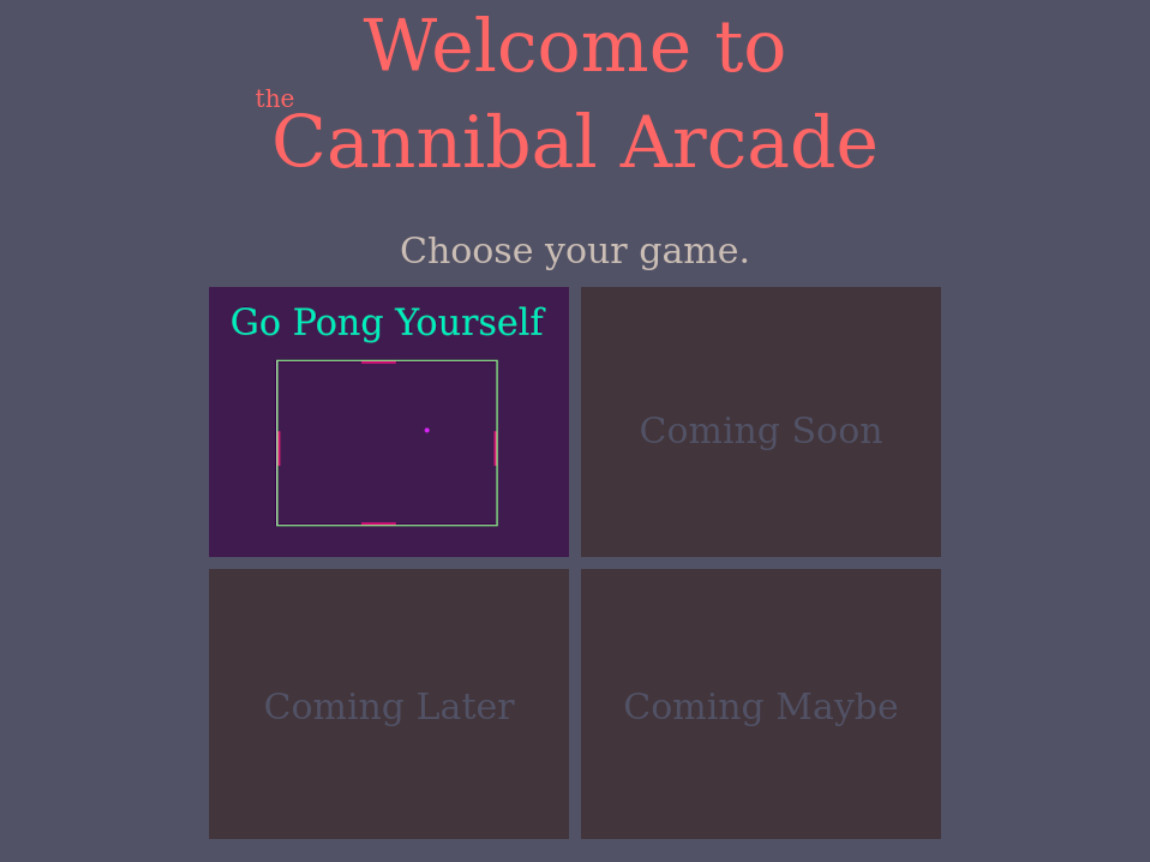 Welcome to
the
Cannibal Arcade
Choose your game.
Go Pong Yourself
Coming Soon
Coming Later
Coming Maybe